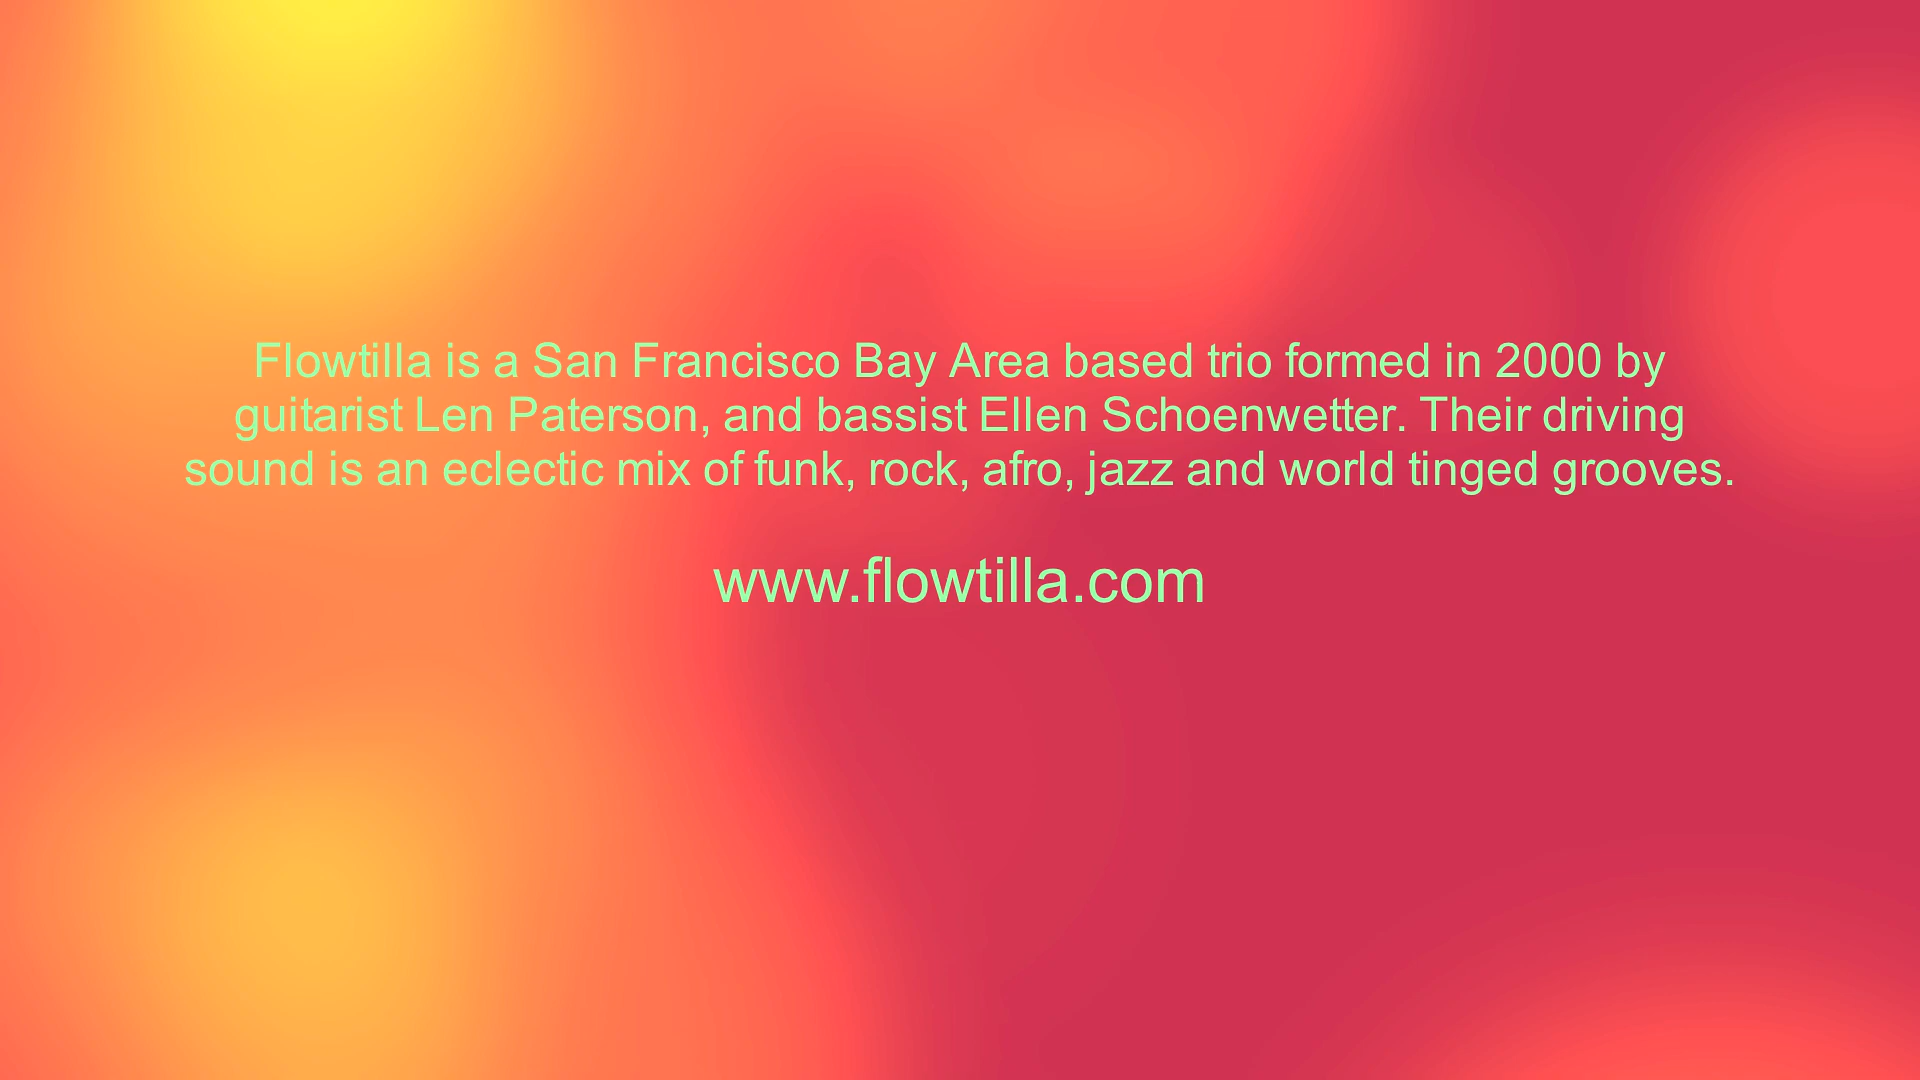 Flowtilla is a San Francisco Bay Area based trio formed in 2000 by
guitarist Len Paterson, and bassist Ellen Schoenwetter. Their driving
sound is an eclectic mix of funk, rock, afro, jazz and world tinged grooves.
www.flowtilla.com